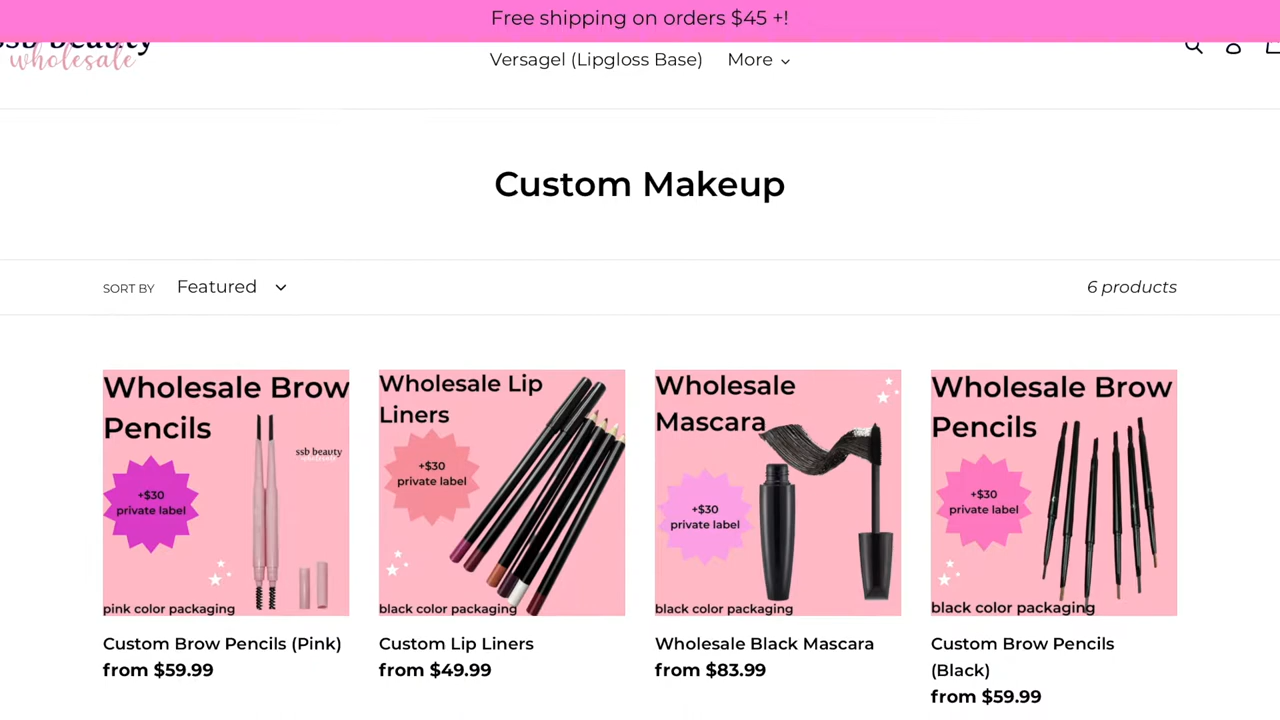 Free shipping on orders $45 +!
ssb beauty
wholesale
Versagel (Lipgloss Base) More
Custom Makeup
SORT BY Featured
6 products
Wholesale Brow
Pencils
ssb beauty
+$30
private label
pink color packaging
Wholesale Lip
Liners
+$30
private label
black color packaging
Wholesale
Mascara
+$30
private label
black color packaging
Wholesale Brow
Pencils
+$30
private label
black color packaging
Custom Brow Pencils (Pink)
from $59.99
Custom Lip Liners
from $49.99
Wholesale Black Mascara
from $83.99
Custom Brow Pencils
(Black)
from $59.99